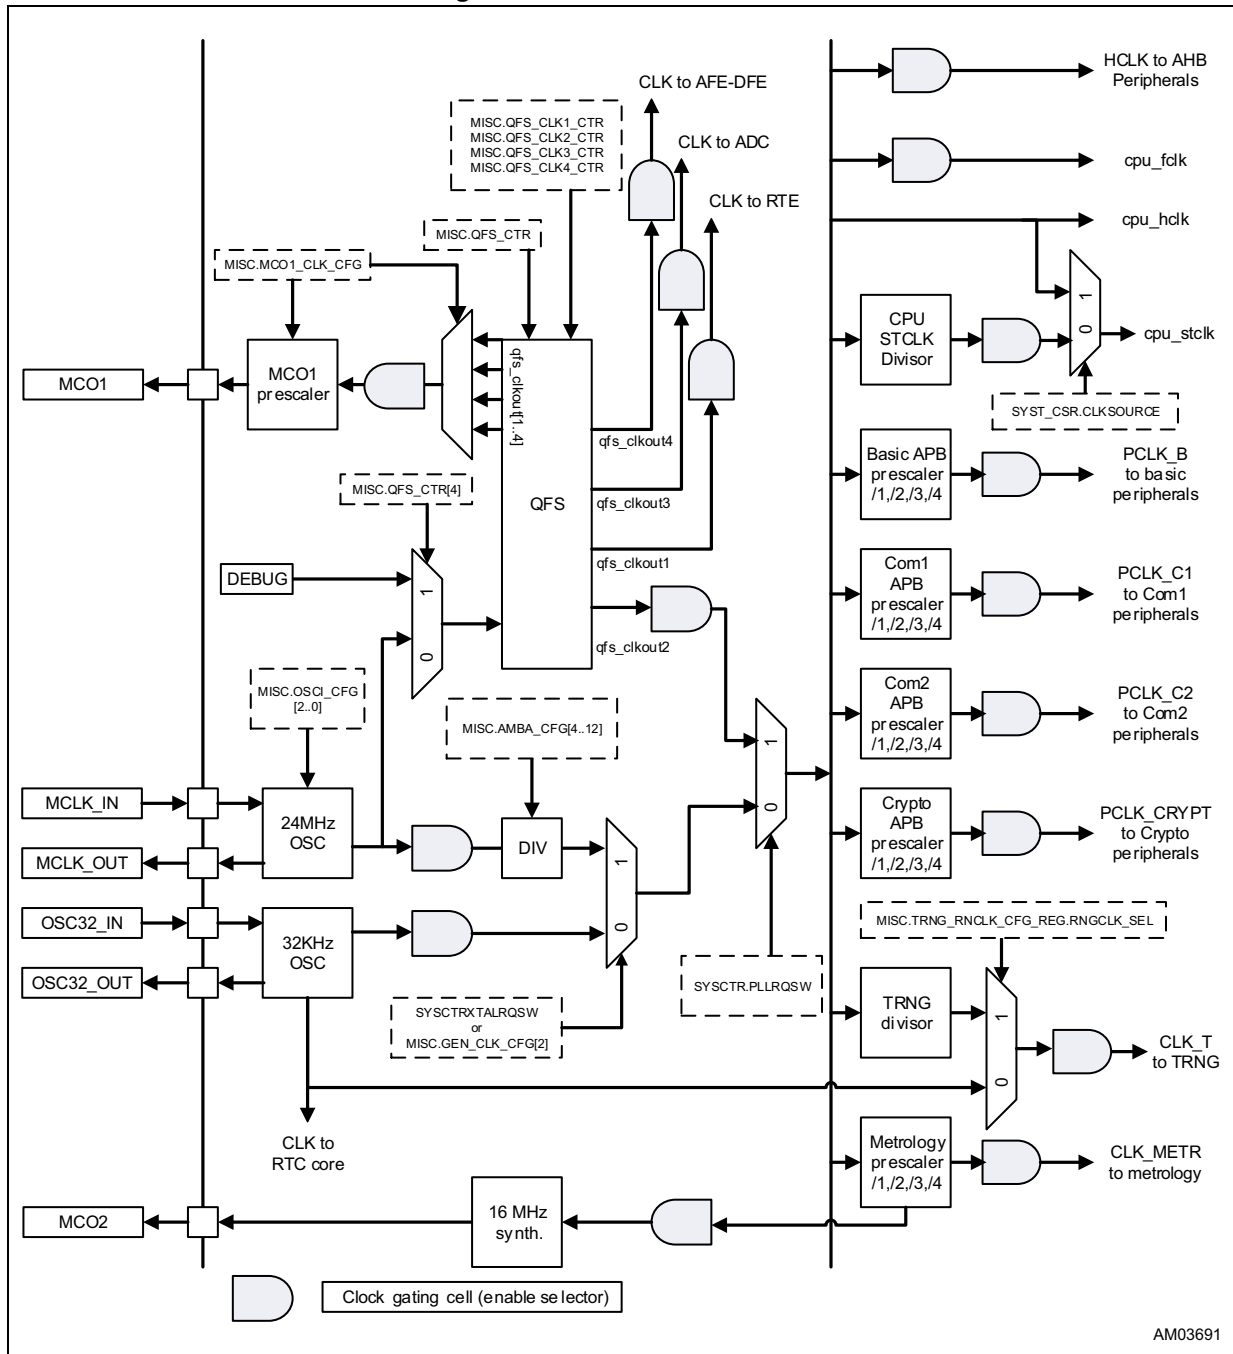 HCLK to AHB
Peripherals
CLK to AFE-DFE
MISC.QFS_CLK1_CTR
MISC.QFS_CLK2_CTR
MISC.QFS_CLK3_CTR
MISC.QFS_CLK4_CTR
CLK to ADC
cpu_fclk
CLK to RTE
cpu_hclk
MISC.QFS_CTR
MISC.MCO1_CLK_CFG
1
0
CPU
STCLK
Divisor
cpu_stclk
MCO1
MCO1
prescaler
qfs_clkout[1..4]
SYST_CSR.CLKSOURCE
qfs_clkout4
Basic APB
prescaler
/1,/2,/3,/4
PCLK_B
to basic
peripherals
MISC.QFS_CTR[4]
QFS
qfs_clkout3
qfs_clkout1
DEBUG
1
0
Com1
APB
prescaler
/1,/2,/3,/4
PCLK_C1
to Com1
peripherals
qfs_clkout2
MISC.OSCI_CFG
[2..0]
MISC.AMBA_CFG[4..12]
1
0
Com2
APB
prescaler
/1,/2,/3,/4
PCLK_C2
to Com2
peripherals
MCLK_IN
24MHz
OSC
MCLK_OUT
DIV
1
0
Crypto
APB
prescaler
/1,/2,/3,/4
PCLK_CRYPT
to Crypto
peripherals
OSC32_IN
32KHz
OSC
OSC32_OUT
MISC.TRNG_RNCLK_CFG_REG.RNGCLK_SEL
SYSCTR.PLLRQSW
SYSCTRXTALRQSW
or
MISC.GEN_CLK_CFG[2]
TRNG
divisor
1
0
CLK_T
to TRNG
CLK to
RTC core
Metrology
prescaler
/1,/2,/3,/4
CLK_METR
to metrology
MCO2
16 MHz
synth.
Clock gating cell (enable selector)
AM03691